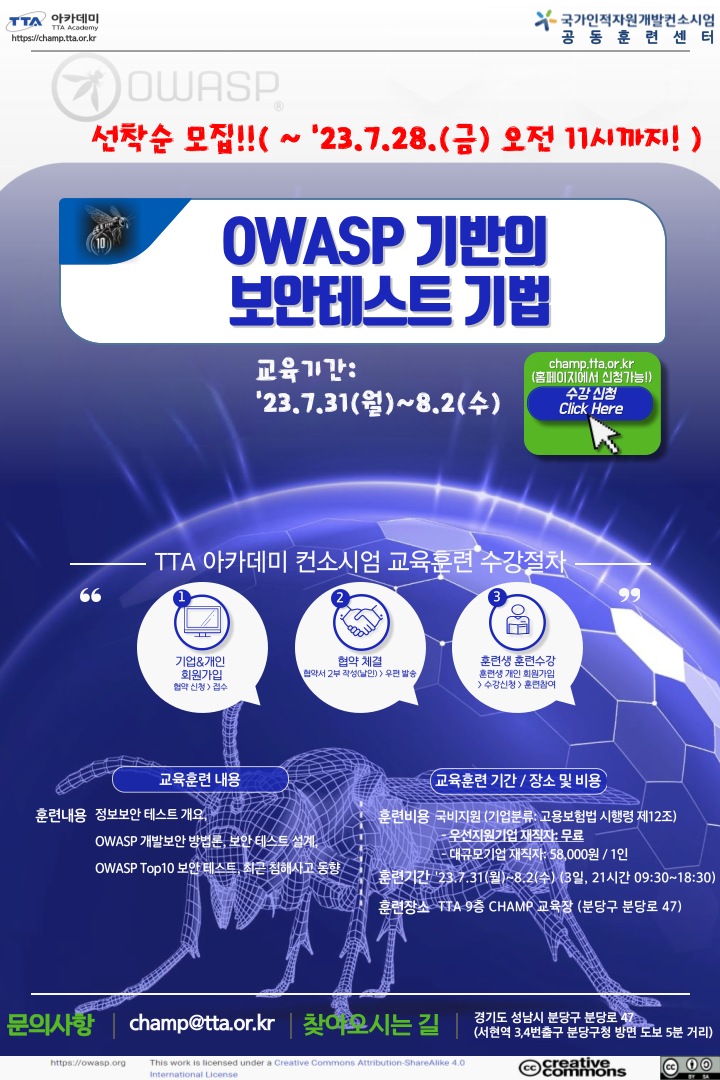 TTA 아카데미
TTA Academy
https://champ.tta.or.kr
국가인적자원개발컨소시엄
공동훈련센터
OWASP®
선착순 모집!!( ~ '23.7.28.(금) 오전 11시까지! )
10
OWASP 기반의
보안테스트 기법
교육기간:
'23.7.31(월)~8.2(수)
champ.tta.or.kr
(홈페이지에서 신청가능!)
수강 신청
Click Here
TTA 아카데미 컨소시엄 교육훈련 수강절차
“ ”
1
기업&개인
회원가입
협약 신청 > 접수
2
협약 체결
협약서 2부 작성(날인) > 우편 발송
3
훈련생 훈련수강
훈련생 개인 회원가입
> 수강신청 > 훈련참여
교육훈련 내용
훈련내용 정보보안 테스트 개요,
OWASP 개발보안 방법론, 보안 테스트 설계,
OWASP Top10 보안 테스트, 최근 침해사고 동향
교육훈련 기간 / 장소 및 비용
훈련비용 국비지원 (기업분류: 고용보험법 시행령 제12조)
- 우선지원기업 재직자: 무료
- 대규모기업 재직자: 58,000원 / 1인
훈련기간 '23.7.31(월)~8.2(수) (3일, 21시간 09:30~18:30)
훈련장소 TTA 9층 CHAMP 교육장 (분당구 분당로 47)
문의사항 | champ@tta.or.kr | 찾아오시는 길 |
경기도 성남시 분당구 분당로 47
(서현역 3,4번출구 분당구청 방면 도보 5분 거리)
https://owasp.org
This work is licensed under a Creative Commons Attribution-ShareAlike 4.0
International License
cc creative
commons
cc BY SA